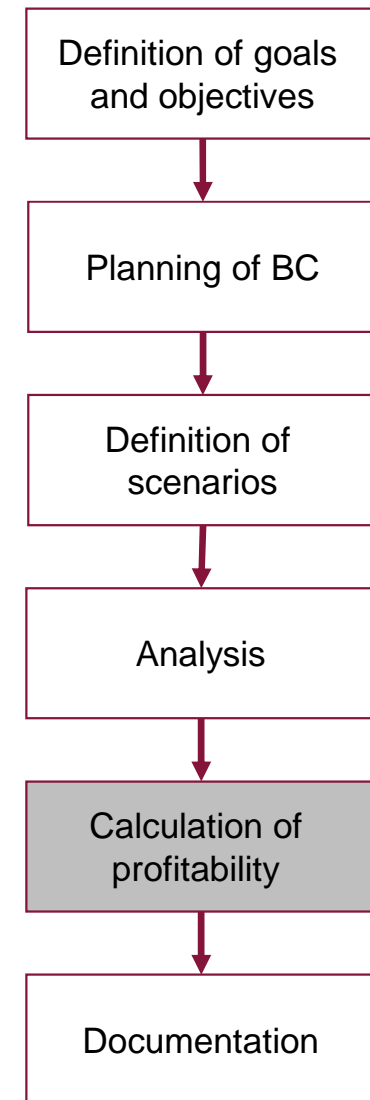 Definition of goals
and objectives
Planning of BC
Definition of
scenarios
Analysis
Calculation of
profitability
Documentation